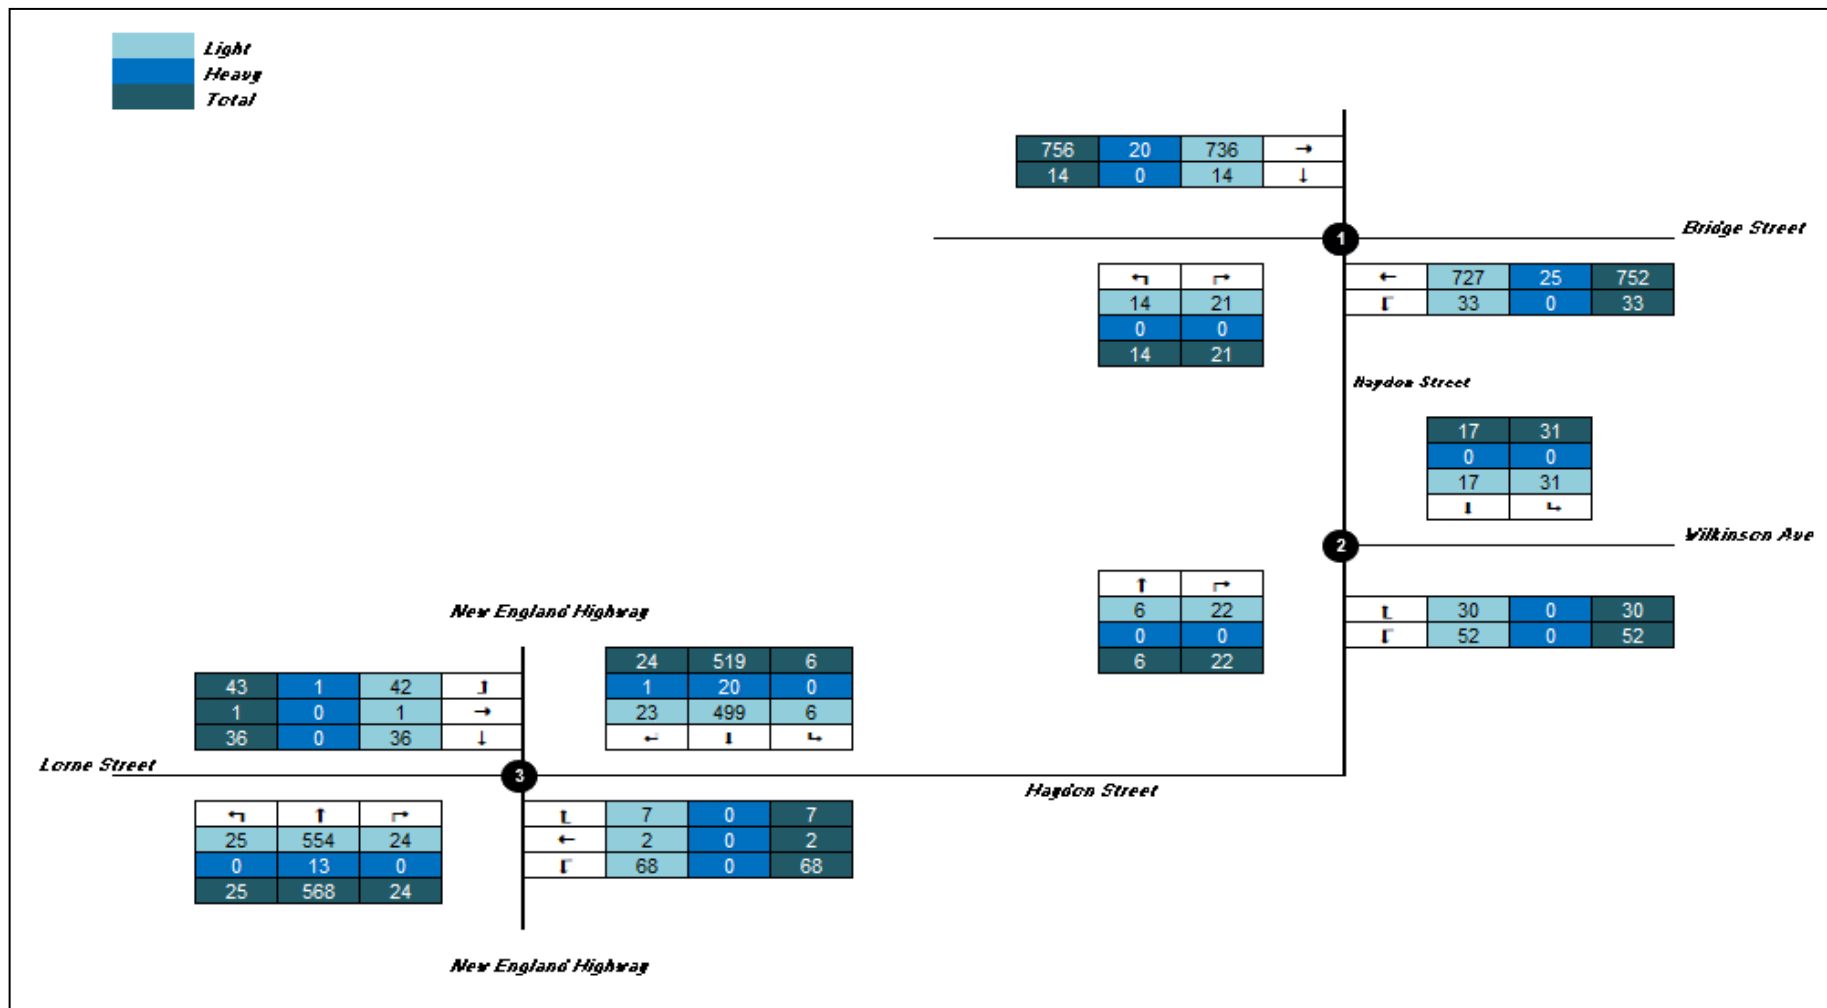 Light
Heavy
Total
756 20 736 →
14 0 14 ↓
1
Bridge Street
↰ ↱
14 21
0 0
14 21
← 727 25 752
↱ 33 0 33
Haydon Street
17 31
0 0
17 31
⬇ ↳
2
Wilkinson Ave
↑ ↱
6 22
0 0
6 22
30 0 30
52 0 52
New England Highway
24 519 6
1 20 0
23 499 6
↵ ⬇ ↳
43 1 42
1 0 1 →
36 0 36 ↓
Lorne Street
3
Haydon Street
↰ ↑ ↱
25 554 24
0 13 0
25 568 24
7 0 7
← 2 0 2
68 0 68
New England Highway